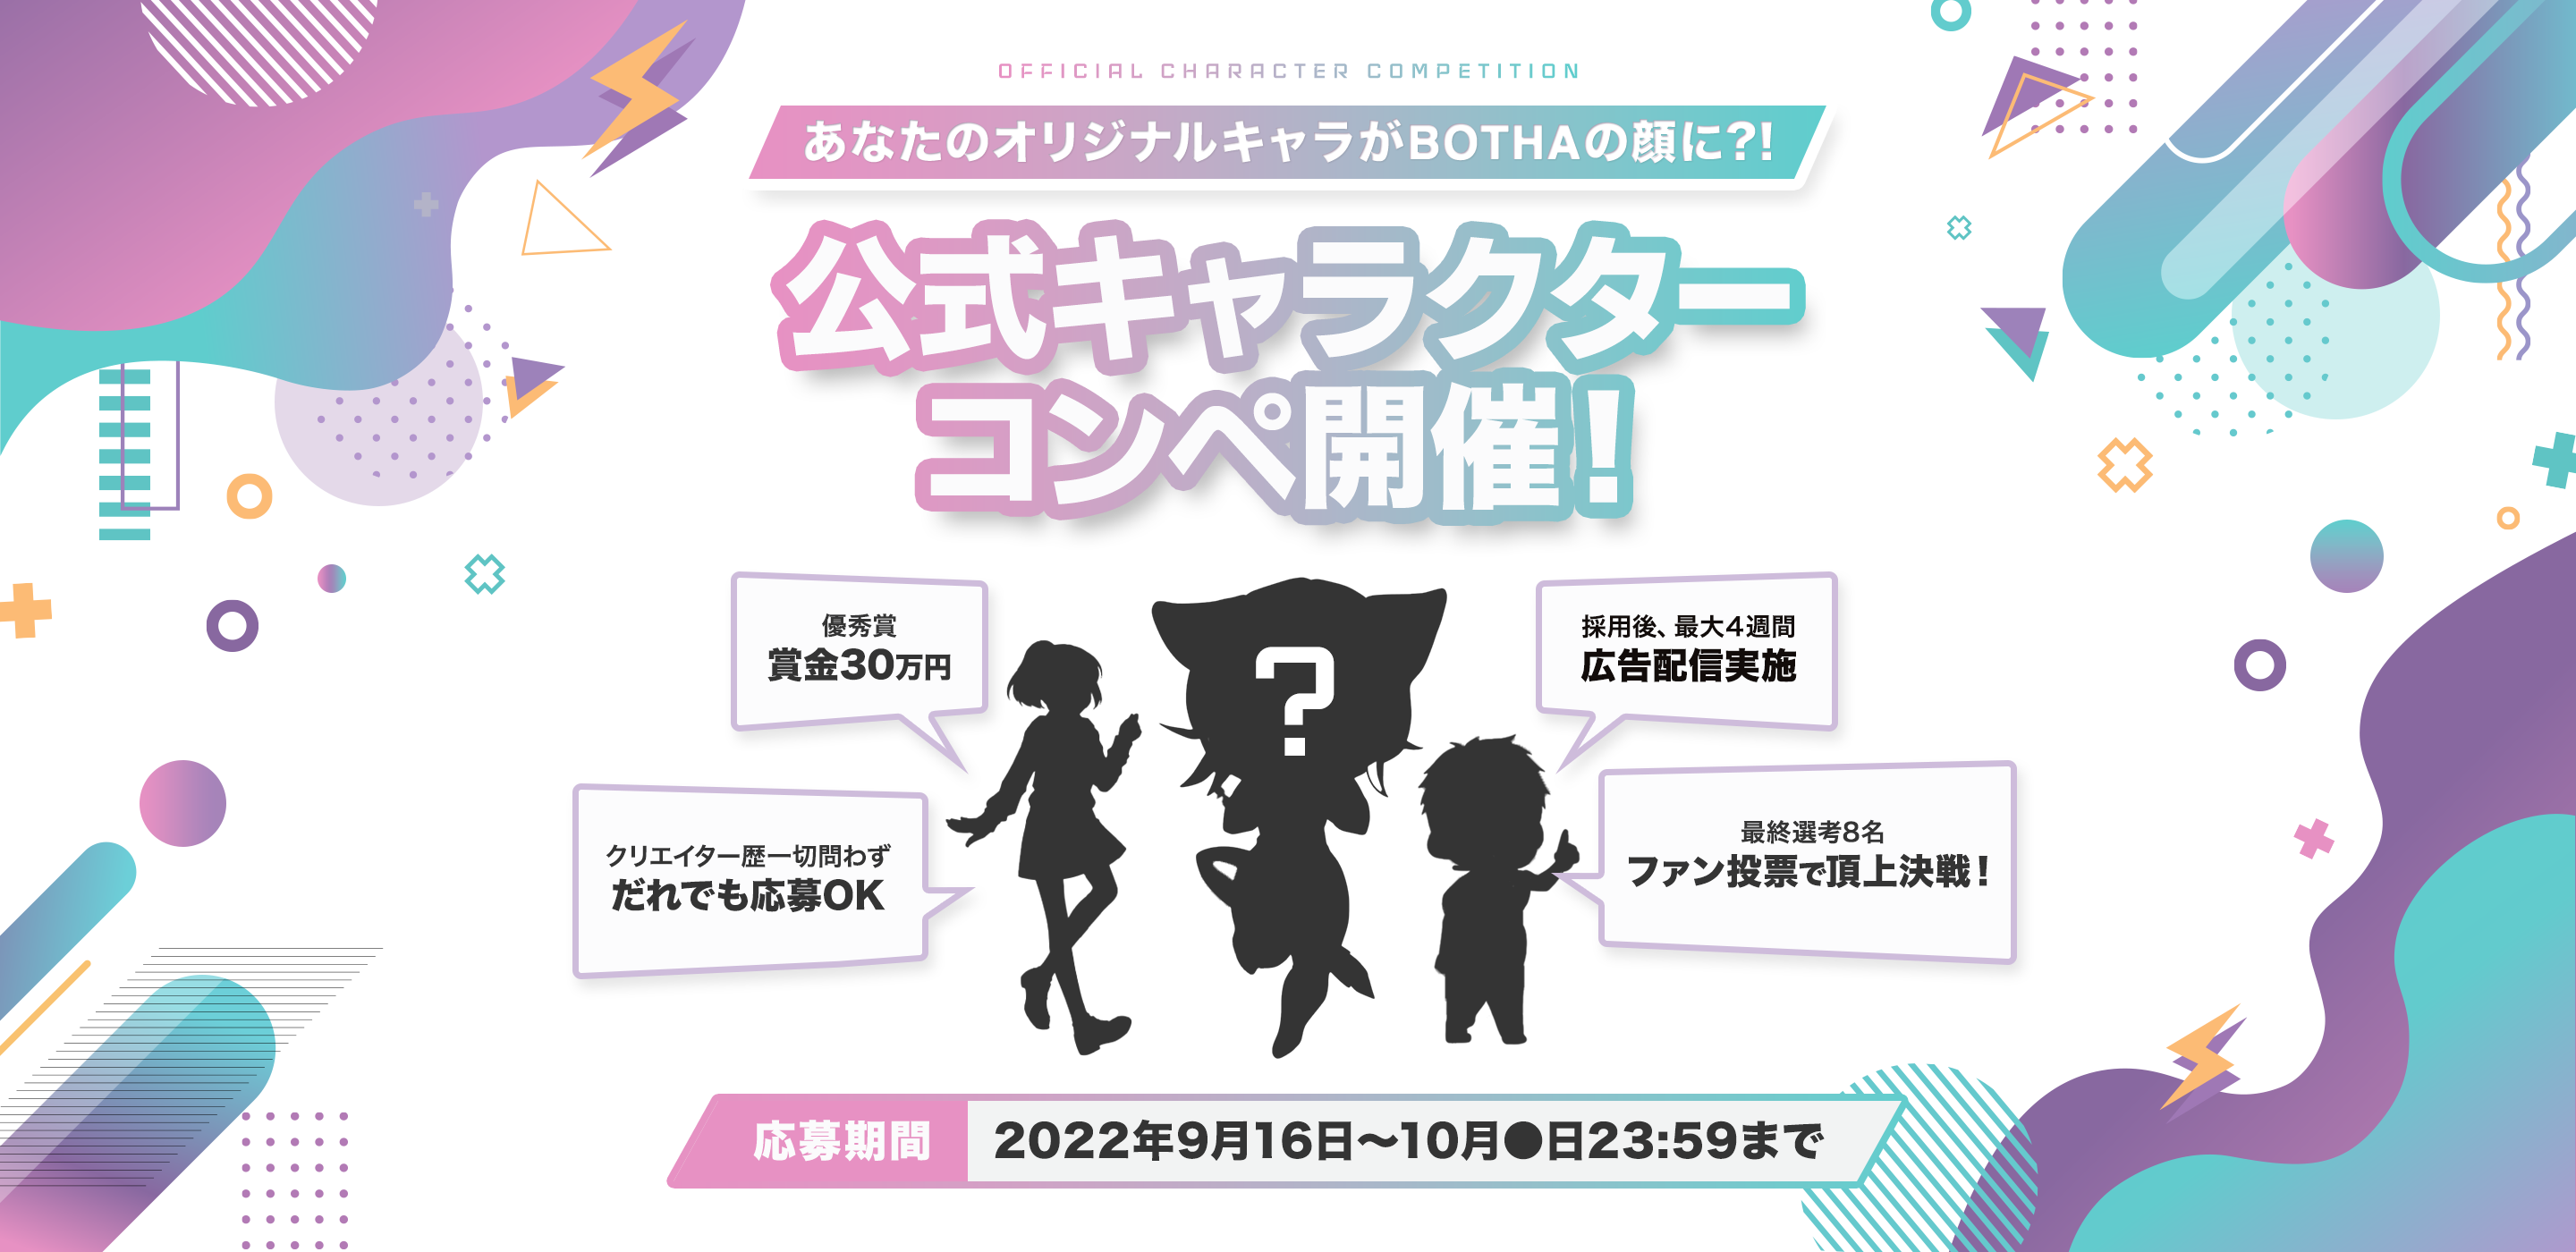 OFFICIAL CHARACTER COMPETITION
あなたのオリジナルキャラがBOTHAの顔に?!
公式キャラクター
コンペ開催！
優秀賞
賞金30万円
採用後、最大4週間
広告配信実施
?
クリエイター歴一切問わず
だれでも応募OK
最終選考8名
ファン投票で頂上決戦！
応募期間 2022年9月16日～10月●日23:59まで